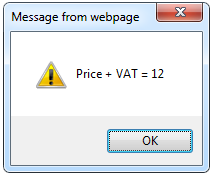 Message from webpage
Price + VAT = 12
OK